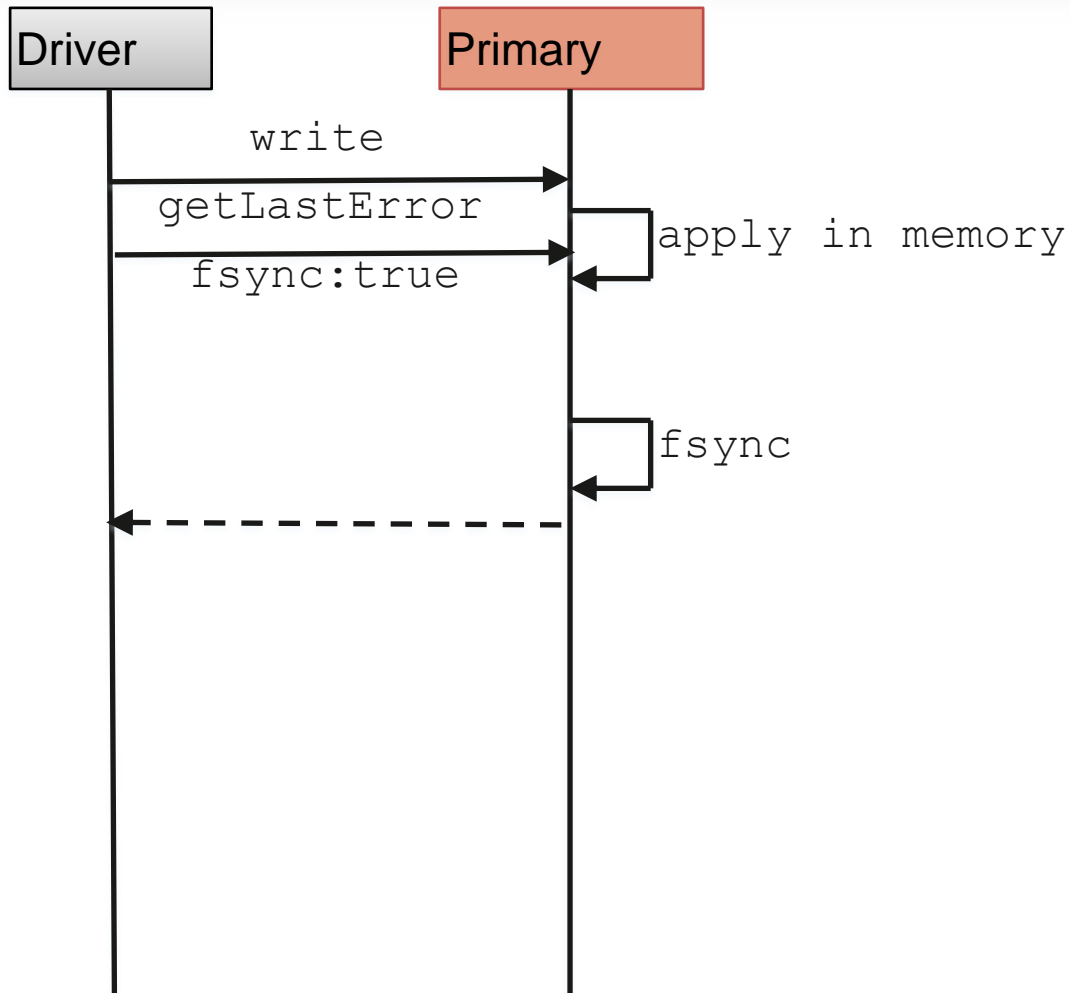 Driver
Primary
write
getLastError
apply in memory
fsync:true
fsync